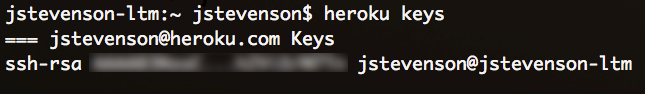 jstevenson-ltm:~ jstevenson$ heroku keys
=== jstevenson@heroku.com Keys
ssh-rsa jstevenson@jstevenson-ltm